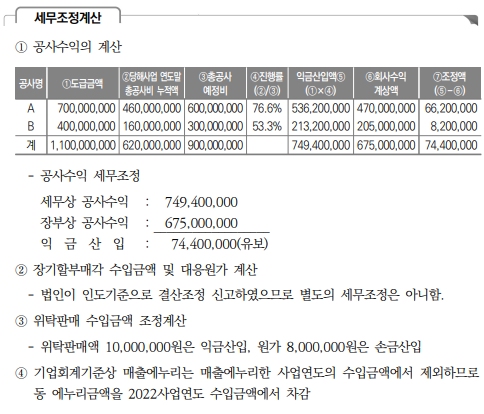 세무조정계산
① 공사수익의 계산
공사명 ①도급금액 ②당해사업 연도말 총공사비 누적액 ③총공사 예정비 ④진행률 (②/③) 익금산입액⑤ (①×④) ⑥회사수익 계상액 ⑦조정액 (⑤-⑥)
A 700,000,000 460,000,000 600,000,000 76.6% 536,200,000 470,000,000 66,200,000
B 400,000,000 160,000,000 300,000,000 53.3% 213,200,000 205,000,000 8,200,000
계 1,100,000,000 620,000,000 900,000,000 749,400,000 675,000,000 74,400,000
- 공사수익 세무조정
세무상 공사수익 : 749,400,000
장부상 공사수익 : 675,000,000
익 금 산 입 : 74,400,000(유보)
② 장기할부매각 수입금액 및 대응원가 계산
- 법인이 인도기준으로 결산조정 신고하였으므로 별도의 세무조정은 아니함.
③ 위탁판매 수입금액 조정계산
- 위탁판매액 10,000,000원은 익금산입, 원가 8,000,000원은 손금산입
④ 기업회계기준상 매출에누리는 매출에누리한 사업연도의 수입금액에서 제외하므로
동 에누리금액을 2022사업연도 수입금액에서 차감